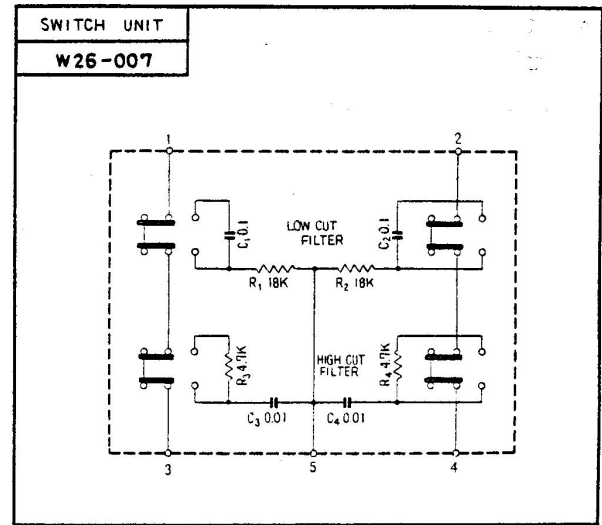 SWITCH UNIT
W26-007
1
2
C1 0.1
LOW CUT
FILTER
C2 0.1
R1 18K
R2 18K
R3 4.7K
HIGH CUT
FILTER
R4 4.7K
C3 0.01
C4 0.01
3
5
4